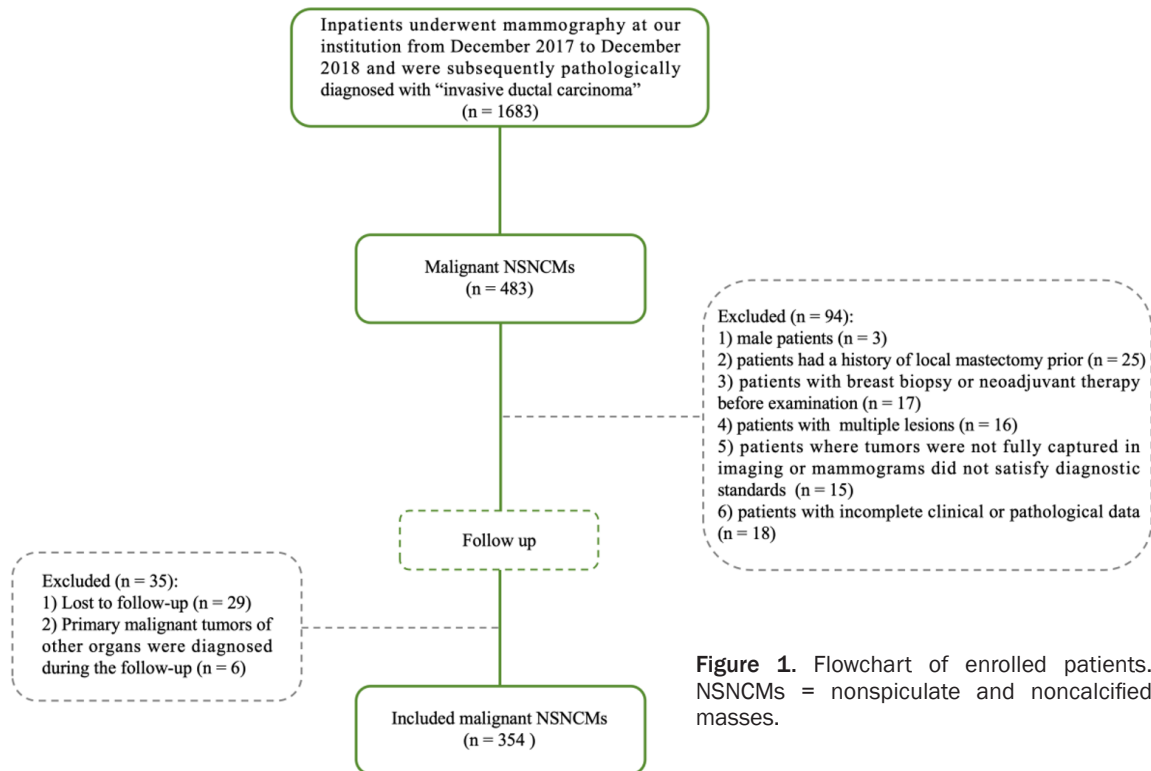 Inpatients underwent mammography at our
institution from December 2017 to December
2018 and were subsequently pathologically
diagnosed with “invasive ductal carcinoma”
(n = 1683)
Malignant NSNCMs
(n = 483)
Excluded (n = 94):
1) male patients (n = 3)
2) patients had a history of local mastectomy prior (n = 25)
3) patients with breast biopsy or neoadjuvant therapy
before examination (n = 17)
4) patients with multiple lesions (n = 16)
5) patients where tumors were not fully captured in
imaging or mammograms did not satisfy diagnostic
standards (n = 15)
6) patients with incomplete clinical or pathological data
(n = 18)
Follow up
Excluded (n = 35):
1) Lost to follow-up (n = 29)
2) Primary malignant tumors of
other organs were diagnosed
during the follow-up (n = 6)
Included malignant NSNCMs
(n = 354 )
Figure 1. Flowchart of enrolled patients.
NSNCMs = nonspiculate and noncalcified
masses.